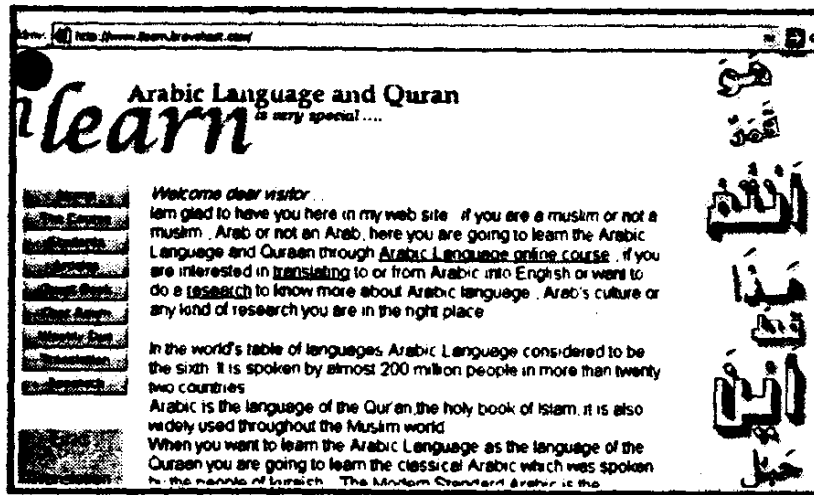 Arabic Language and Quran
learn
is very special ....
Home
The Course
Students
Guest Book
Translation
Research
Welcome dear visitor . .
Iam glad to have you here in my web site . if you are a muslim or not a
muslim , Arab or not an Arab, here you are going to learn the Arabic
Language and Quraan through Arabic Language online course , if you
are interested in translating to or from Arabic into English or want to
do a research to know more about Arabic language , Arab's culture or
any kind of research you are in the right place
In the world's table of languages Arabic Language considered to be
the sixth it is spoken by almost 200 million people in more than twenty
two countries
Arabic is the language of the Qur'an,the holy book of Islam, it is also
widely used throughout the Muslim world
When you want to learn the Arabic Language as the language of the
Quraan you are going to learn the classical Arabic which was spoken
by the people of kuraish The Modern Standard Arabic is the